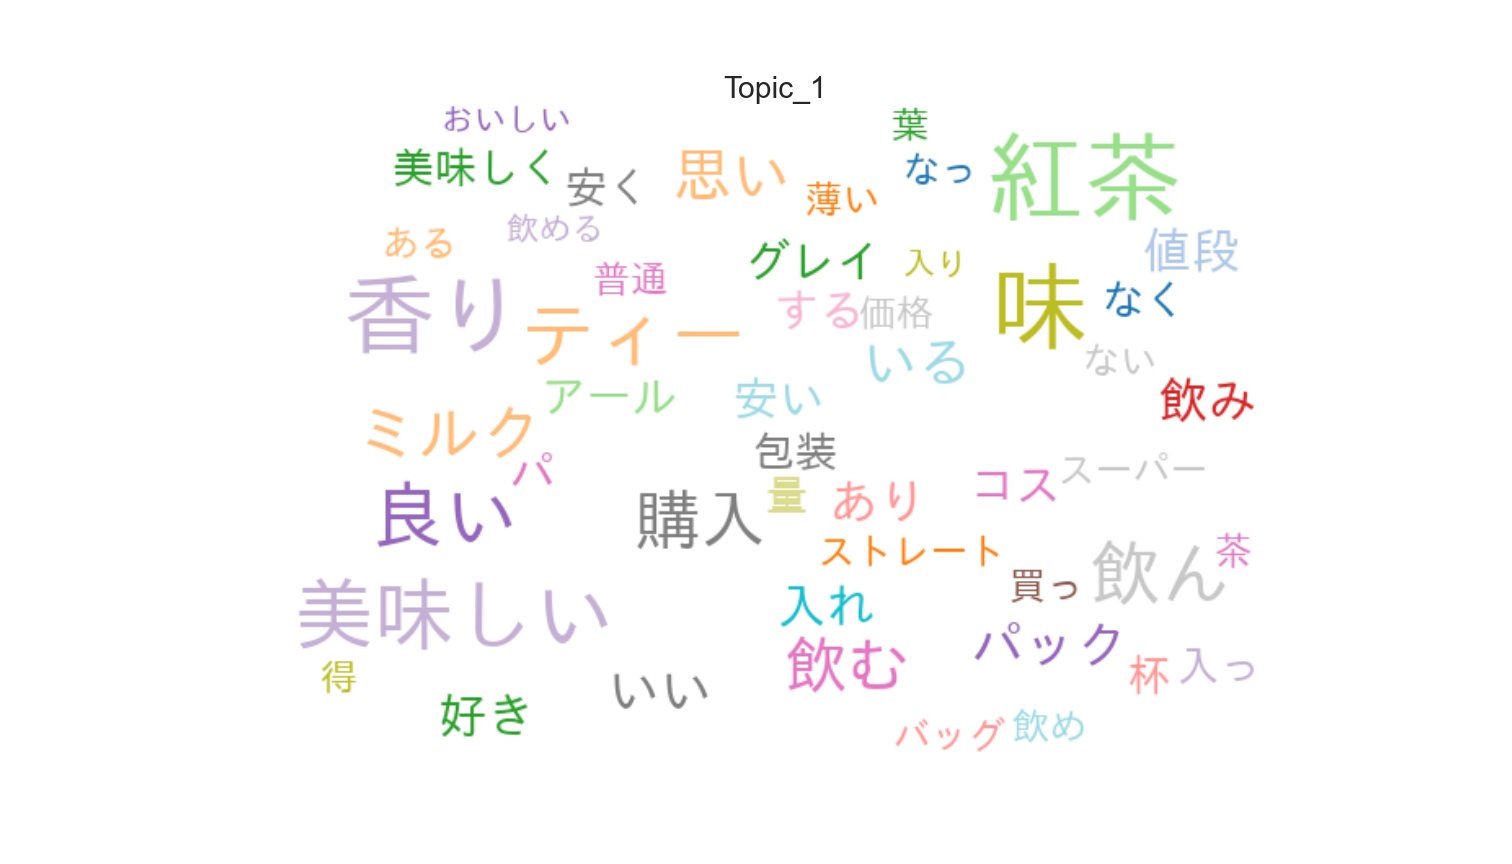 Topic_1
おいしい
葉
美味しく
安く
思い
薄い
なっ
紅茶
ある
飲める
普通
グレイ
入り
値段
香り
ティー
する
価格
味
なく
アール
安い
いる
ない
飲み
ミルク
パ
包装
良い
購入
量
あり
コス
スーパー
ストレート
飲ん
茶
美味しい
入れ
買っ
得
飲む
パック
杯
入っ
好き
いい
バッグ
飲め